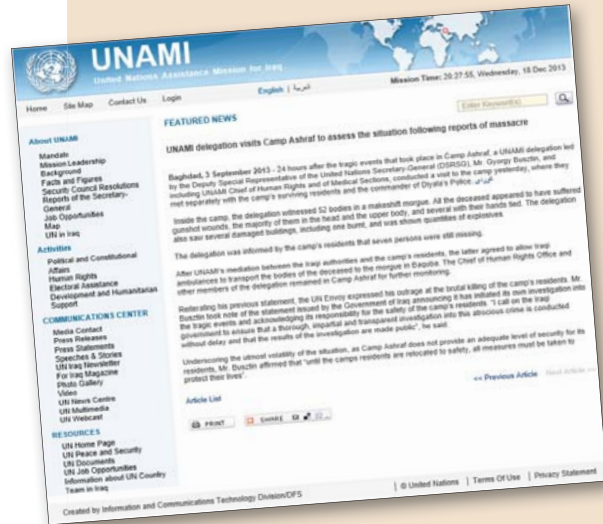 UNAMI
United Nations Assistance Mission for Iraq
Home Site Map Contact Us Login
English | عربية
Mission Time: 20:27:55, Wednesday, 18 Dec 2013
Enter Keyword(s)
About UNAMI
Mandate
Mission Leadership
Background
Facts and Figures
Security Council Resolutions
Reports of the Secretary-
General
Job Opportunities
Map
UN in Iraq
Activities
Political and Constitutional
Affairs
Human Rights
Electoral Assistance
Development and Humanitarian
Support
COMMUNICATIONS CENTER
Media Contact
Press Releases
Press Statements
Speeches & Stories
UN Iraq Newsletter
For Iraq Magazine
Photo Gallery
Video
UN News Centre
UN Multimedia
UN Webcast
RESOURCES
UN Home Page
UN Peace and Security
UN Documents
UN Job Opportunities
Information about UN Country
Team in Iraq
FEATURED NEWS
UNAMI delegation visits Camp Ashraf to assess the situation following reports of massacre
Baghdad, 3 September 2013 - 24 hours after the tragic events that took place in Camp Ashraf, a UNAMI delegation led
by the Deputy Special Representative of the United Nations Secretary-General (DSRSG), Mr. Gyorgy Busztin, and
including UNAMI Chief of Human Rights and of Medical Sections, conducted a visit to the camp yesterday, where they
met separately with the camp's surviving residents and the commander of Diyala's Police.
Inside the camp, the delegation witnessed 52 bodies in a makeshift morgue. All the deceased appeared to have suffered
gunshot wounds, the majority of them in the head and the upper body, and several with their hands tied. The delegation
also saw several damaged buildings, including one burnt, and was shown quantities of explosives.
The delegation was informed by the camp's residents that seven persons were still missing.
After UNAMI's mediation between the Iraqi authorities and the camp's residents, the latter agreed to allow Iraqi
ambulances to transport the bodies of the deceased to the morgue in Baquba. The Chief of Human Rights Office and
other members of the delegation remained in Camp Ashraf for further monitoring.
Reiterating his previous statement, the UN Envoy expressed his outrage at the brutal killing of the camp's residents. Mr.
Busztin took note of the statement issued by the Government of Iraq announcing it has initiated its own investigation into
the tragic events and acknowledging its responsibility for the safety of the camp's residents. "I call on the Iraqi
government to ensure that a thorough, impartial and transparent investigation into this atrocious crime is conducted
without delay and that the results of the investigation are made public", he said.
Underscoring the utmost volatility of the situation, as Camp Ashraf does not provide an adequate level of security for its
residents, Mr. Busztin affirmed that "until the camps residents are relocated to safety, all measures must be taken to
protect their lives".
<< Previous Article Next Article >>
Article List
PRINT SHARE
Created by Information and Communications Technology Division/DFS
| © United Nations | Terms Of Use | Privacy Statement